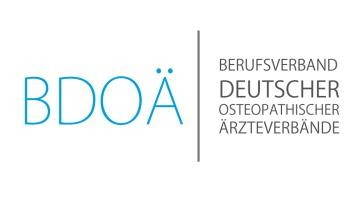 BDOÄ
BERUFSVERBAND
DEUTSCHER
OSTEOPATHISCHER
ÄRZTEVERBÄNDE